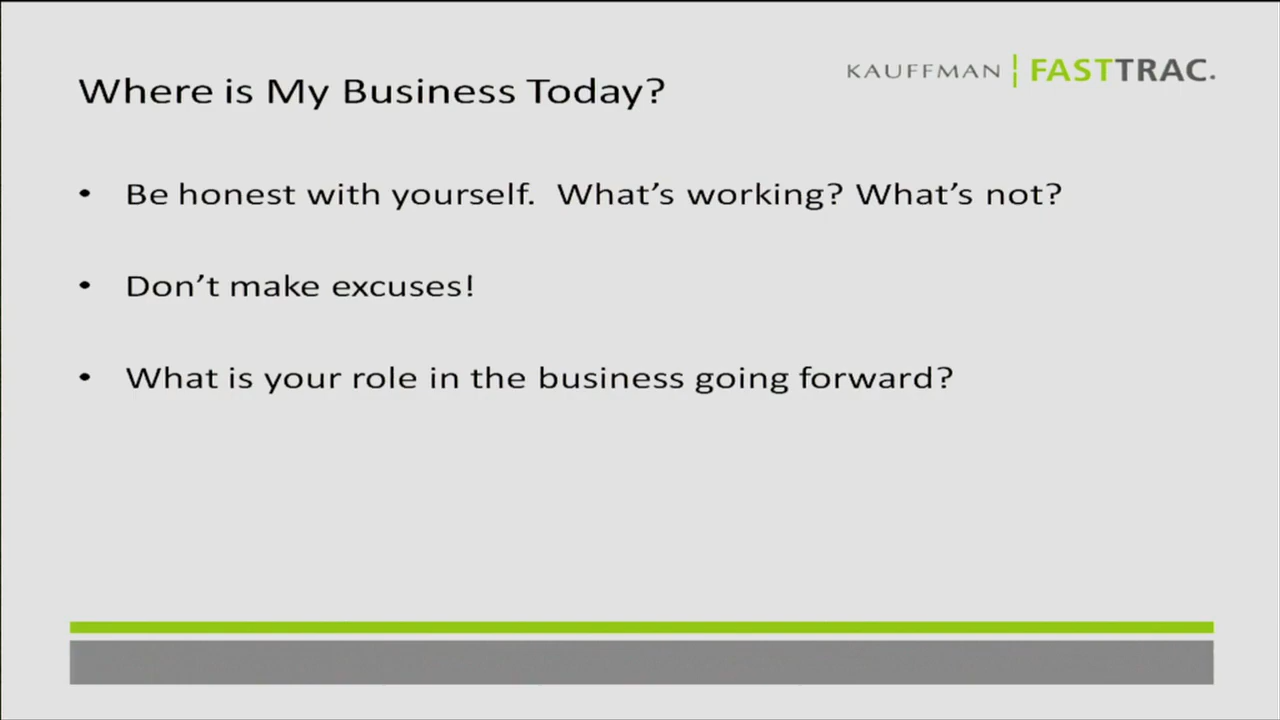 KAUFFMAN | FASTTRAC.
Where is My Business Today?
• Be honest with yourself.  What’s working? What’s not?
• Don’t make excuses!
• What is your role in the business going forward?